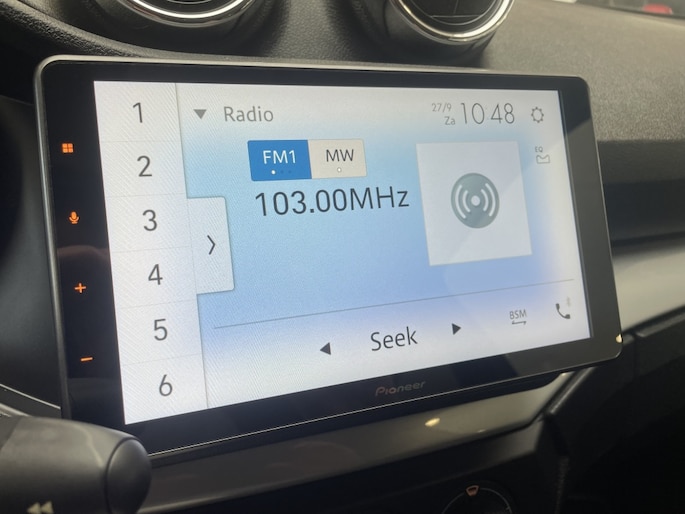 1
2
3
4
5
6
Radio
27/9
Za
10:48
EQ
FM1
MW
103.00MHz
Seek
BSM
Pioneer